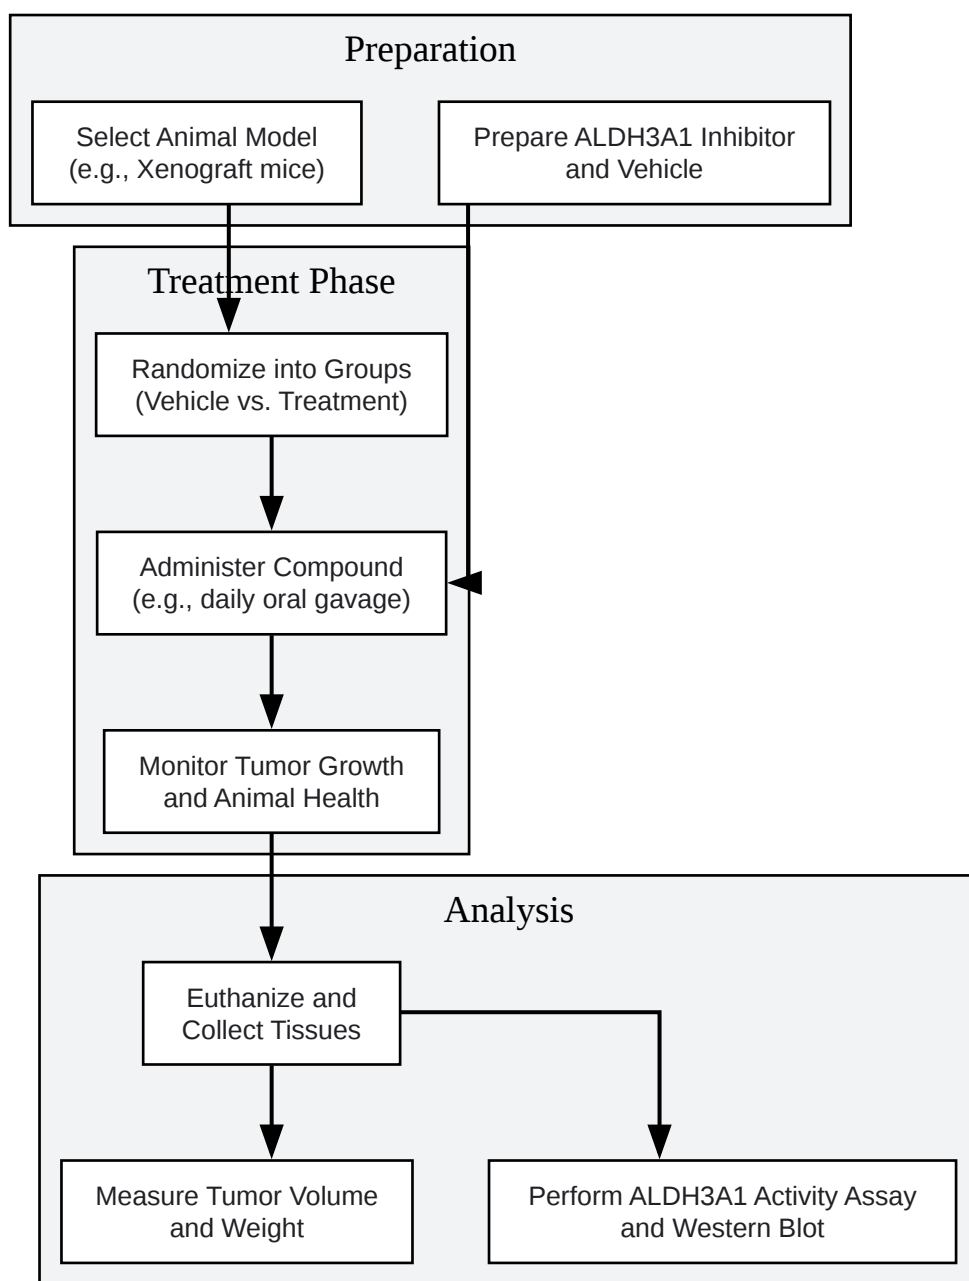 Preparation
Select Animal Model
(e.g., Xenograft mice)
Prepare ALDH3A1 Inhibitor
and Vehicle
Treatment Phase
Randomize into Groups
(Vehicle vs. Treatment)
Administer Compound
(e.g., daily oral gavage)
Monitor Tumor Growth
and Animal Health
Analysis
Euthanize and
Collect Tissues
Measure Tumor Volume
and Weight
Perform ALDH3A1 Activity Assay
and Western Blot